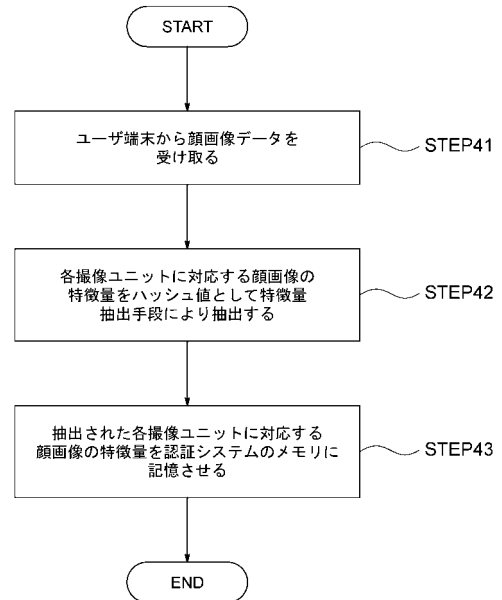 START
ユーザ端末から顔画像データを
受け取る
STEP41
各撮像ユニットに対応する顔画像の
特徴量をハッシュ値として特徴量
抽出手段により抽出する
STEP42
抽出された各撮像ユニットに対応する
顔画像の特徴量を認証システムのメモリに
記憶させる
STEP43
END